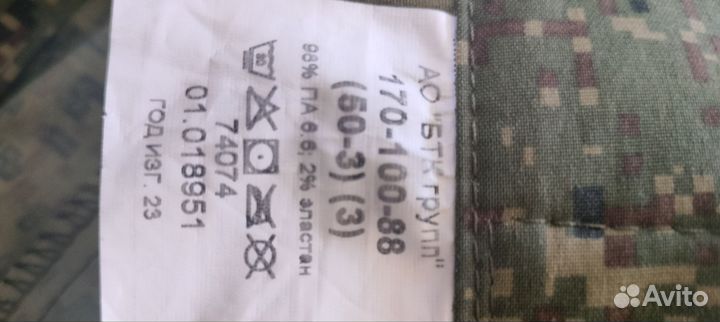 АО "БТК групп"
170-100-88
(50-3) (3)
98% ПА 6.6; 2% эластан
80
74074
01.018951
ГОД ИЗГ. 23
Avito